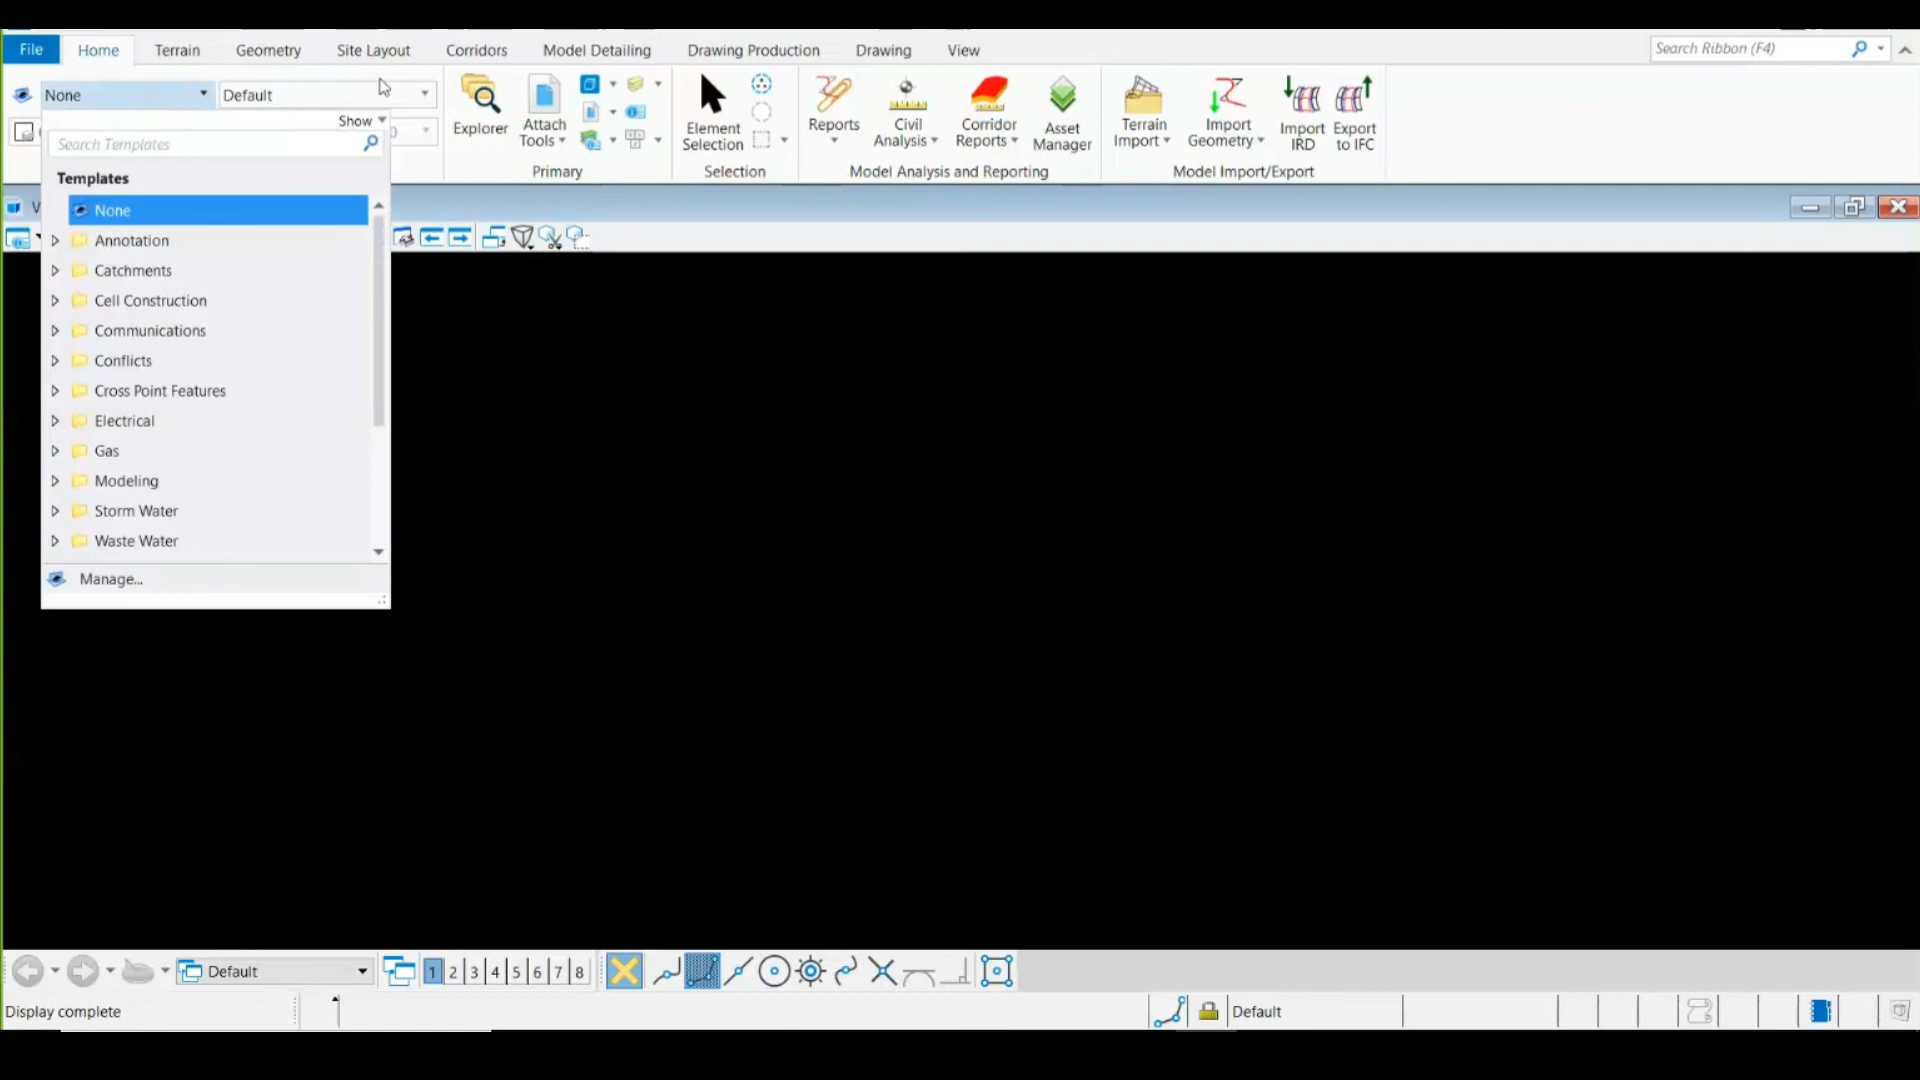 File Home Terrain Geometry Site Layout Corridors Model Detailing Drawing Production Drawing View Search Ribbon (F4)
None Default
Show
Search Templates
Templates
None
Annotation
Catchments
Cell Construction
Communications
Conflicts
Cross Point Features
Electrical
Gas
Modeling
Storm Water
Waste Water
Manage...
Explorer
Attach
Tools
Primary
Element
Selection
Selection
Reports
Civil
Analysis
Corridor
Reports
Asset
Manager
Model Analysis and Reporting
Terrain
Import
Import
Geometry
Import
IRD
Export
to IFC
Model Import/Export
V
Default 1 2 3 4 5 6 7 8
Display complete Default